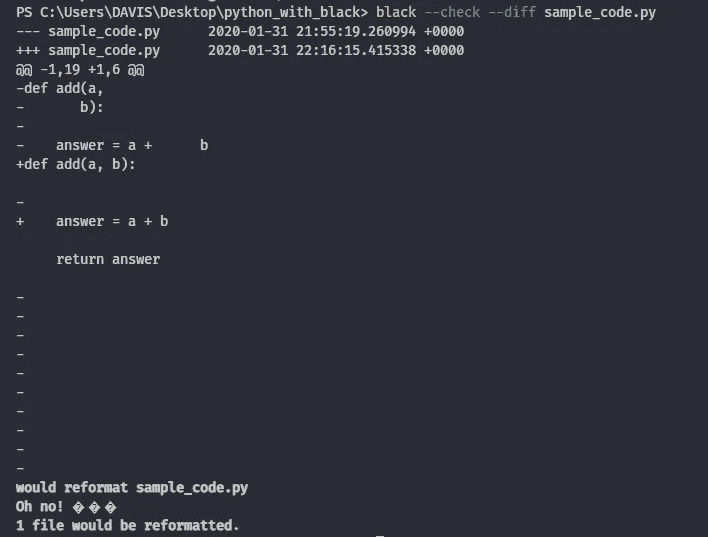 PS C:\Users\DAVIS\Desktop\python_with_black> black --check --diff sample_code.py
--- sample_code.py      2020-01-31 21:55:19.260994 +0000
+++ sample_code.py      2020-01-31 22:16:15.415338 +0000
@@ -1,19 +1,6 @@
-def add(a,
-       b):
-
-    answer = a +      b
+def add(a, b):

-
+    answer = a + b

     return answer

-
-
-
-
-
-
-
-
-
-
would reformat sample_code.py
Oh no! ���
1 file would be reformatted.